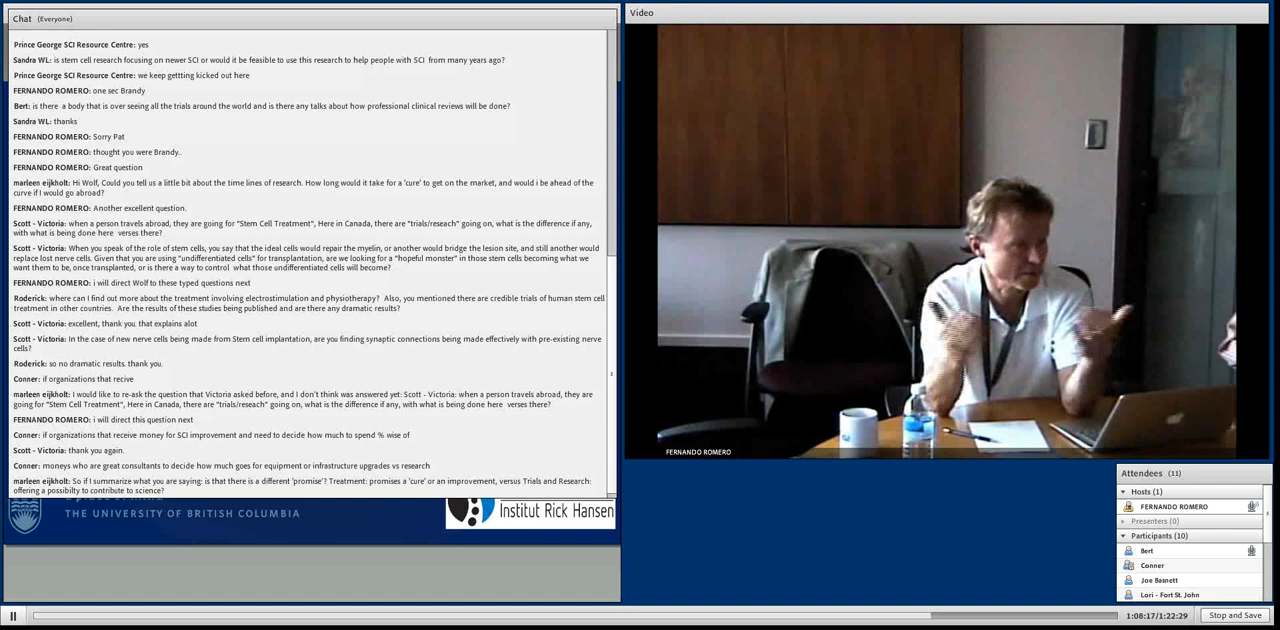 Chat (Everyone)
Prince George SCI Resource Centre: yes
Sandra WL: is stem cell research focusing on newer SCI or would it be feasible to use this research to help people with SCI from many years ago?
Prince George SCI Resource Centre: we keep gettting kicked out here
FERNANDO ROMERO: one sec Brandy
Bert: is there a body that is over seeing all the trials around the world and is there any talks about how professional clinical reviews will be done?
Sandra WL: thanks
FERNANDO ROMERO: Sorry Pat
FERNANDO ROMERO: thought you were Brandy..
FERNANDO ROMERO: Great question
marleen eijkholt: Hi Wolf, Could you tell us a little bit about the time lines of research. How long would it take for a 'cure' to get on the market, and would i be ahead of the
curve if I would go abroad?
FERNANDO ROMERO: Another excellent question.
Scott - Victoria: when a person travels abroad, they are going for "Stem Cell Treatment", Here in Canada, there are "trials/reseach" going on, what is the difference if any,
with what is being done here verses there?
Scott - Victoria: When you speak of the role of stem cells, you say that the ideal cells would repair the myelin, or another would bridge the lesion site, and still another would
replace lost nerve cells. Given that you are using "undifferentiated cells" for transplantation, are we looking for a "hopeful monster" in those stem cells becoming what we
want them to be, once transplanted, or is there a way to control what those undifferentiated cells will become?
FERNANDO ROMERO: i will direct Wolf to these typed questions next
Roderick: where can I find out more about the treatment involving electrostimulation and physiotherapy? Also, you mentioned there are credible trials of human stem cel
treatment in other countries. Are the results of these studies being published and are there any dramatic results?
Scott - Victoria: excellent, thank you. that explains alot
Scott - Victoria: In the case of new nerve cells being made from Stem cell implantation, are you finding synaptic connections being made effectively with pre-existing nerve
cells?
Roderick: so no dramatic results. thank you.
Conner: if organizations that recive
marleen eijkholt: I would like to re-ask the question that Victoria asked before, and I don't think was answered yet: Scott - Victoria: when a person travels abroad, they are
going for "Stem Cell Treatment", Here in Canada, there are "trials/reseach" going on, what is the difference if any, with what is being done here verses there?
FERNANDO ROMERO: i will direct this question next
Conner: if organizations that receive money for SCI improvement and need to decide how much to spend % wise of
Scott - Victoria: thank you again.
Conner: moneys who are great consultants to decide how much goes for equipment or infrastructure upgrades vs research
marleen eijkholt: So if I summarize what you are saying: is that there is a different 'promise'? Treatment: promises a 'cure' or an improvement, versus Trials and Research:
offering a possibilty to contribute to science?
THE UNIVERSITY OF BRITISH COLUMBIA
Institut Rick Hansen
Video
FERNANDO ROMERO
Attendees (11)
Hosts (1)
FERNANDO ROMERO
Presenters (0)
Participants (10)
Bert
Conner
Joe Basnett
Lori - Fort St. John
1:08:17/1:22:29
Stop and Save